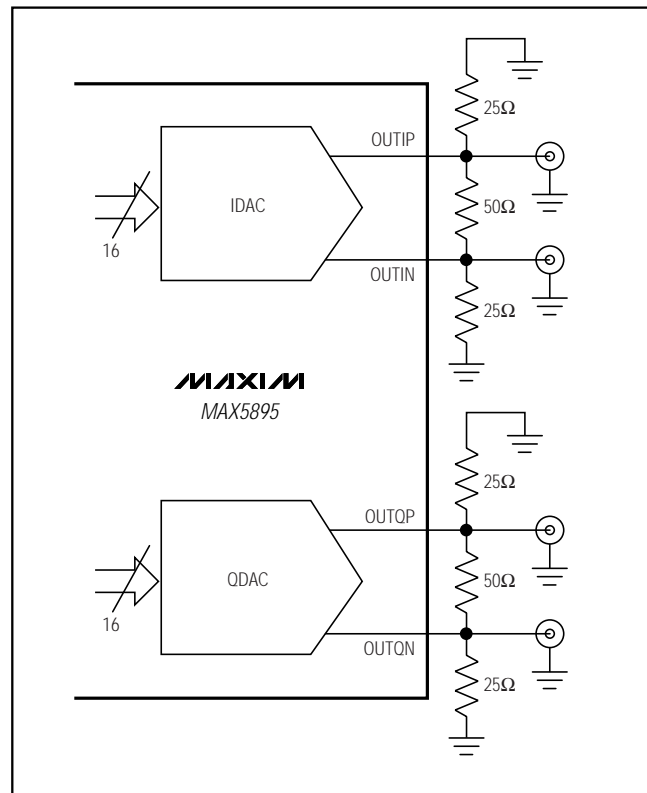 25Ω
OUTIP
IDAC
50Ω
16
OUTIN
25Ω
MAXIM
MAX5895
25Ω
OUTQP
QDAC
50Ω
16
OUTQN
25Ω